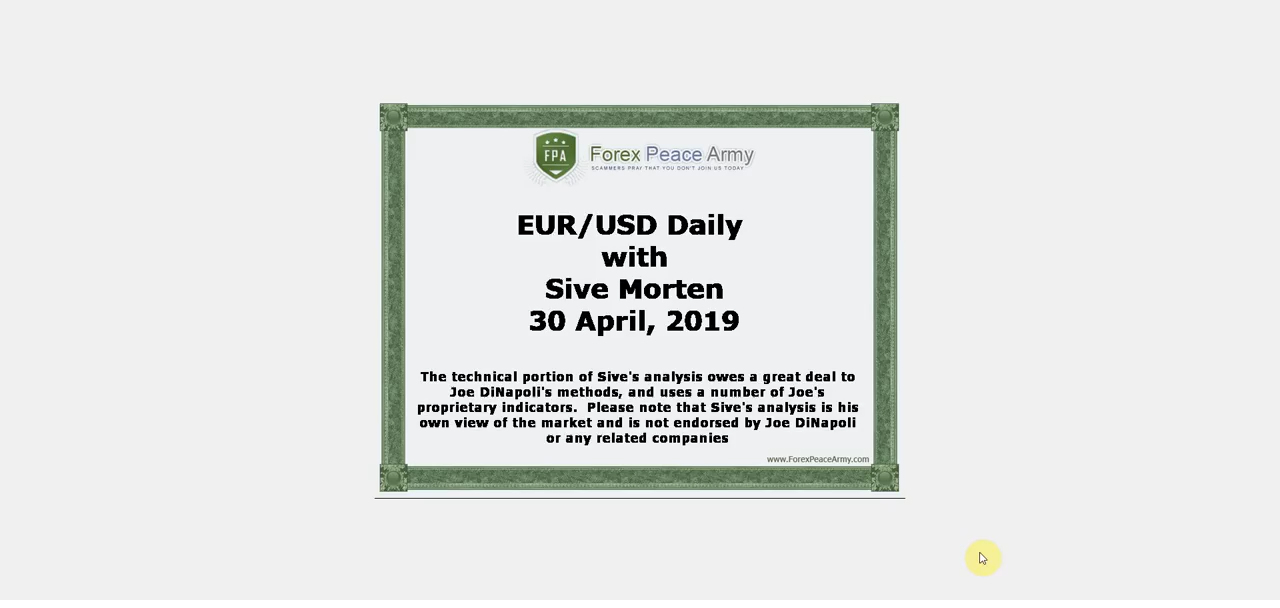 FPA
Forex Peace Army
SCAMMERS PRAY THAT YOU DON'T JOIN US TODAY
EUR/USD Daily
with
Sive Morten
30 April, 2019
The technical portion of Sive's analysis owes a great deal to
Joe DiNapoli's methods, and uses a number of Joe's
proprietary indicators.  Please note that Sive's analysis is his
own view of the market and is not endorsed by Joe DiNapoli
or any related companies
www.ForexPeaceArmy.com